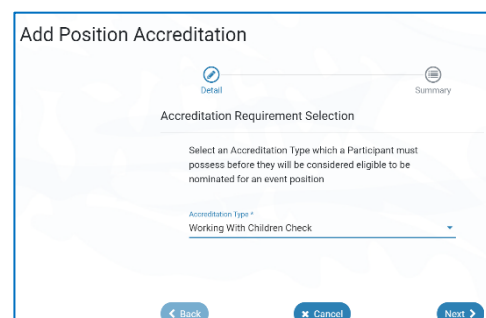 Add Position Accreditation
Detail
Summary
Accreditation Requirement Selection
Select an Accreditation Type which a Participant must
possess before they will be considered eligible to be
nominated for an event position
Accreditation Type *
Working With Children Check
Back
Cancel
Next